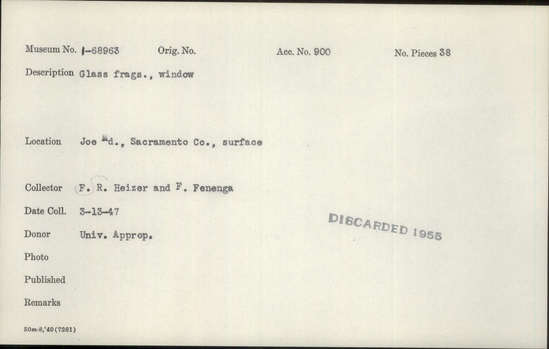 Museum No. 1-68963 Orig. No. Acc. No. 900 No. Pieces 38
Description Glass frags., window
Location Joe Md., Sacramento Co., surface
Collector F. R. Heizer and F. Fenenga
Date Coll. 3-13-47
Donor Univ. Approp.
DISCARDED 1955
Photo
Published
Remarks
50m-8,'40(7281)